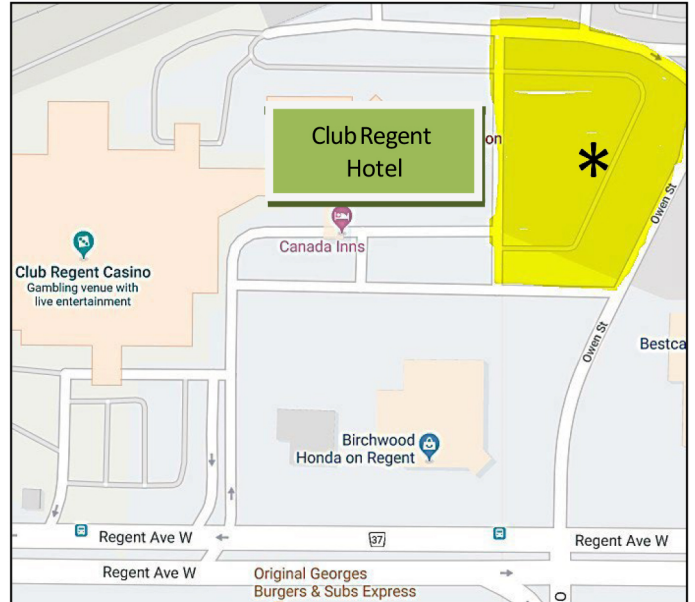 Club Regent
Hotel
on
*
Owen St
Canada Inns
Club Regent Casino
Gambling venue with
live entertainment
Owen St
Bestca
Birchwood
Honda on Regent
Regent Ave W
37
Regent Ave W
Regent Ave W
Original Georges
Burgers & Subs Express